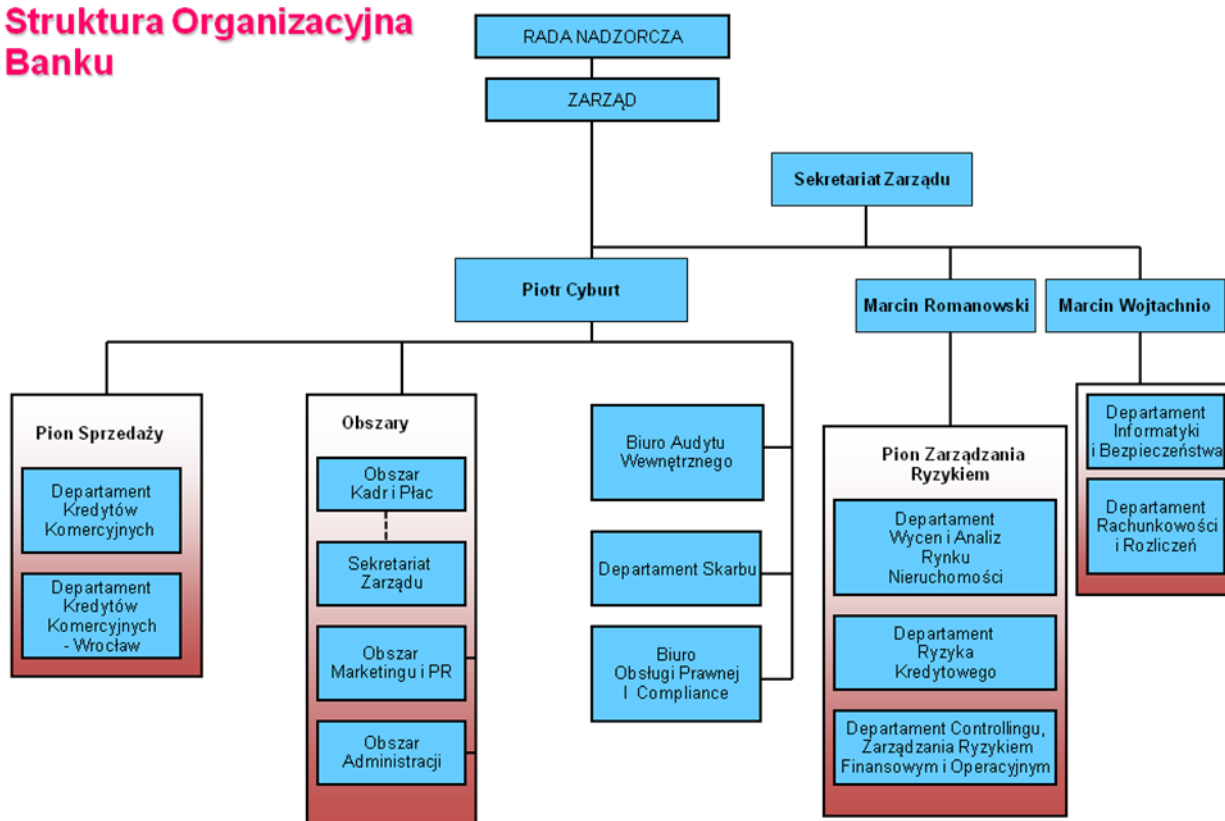 Struktura Organizacyjna
Banku
RADA NADZORCZA
ZARZĄD
Sekretariat Zarządu
Piotr Cyburt
Marcin Romanowski
Marcin Wojtachnio
Pion Sprzedaży
Departament
Kredytów
Komercyjnych
Departament
Kredytów
Komercyjnych
- Wrocław
Obszary
Obszar
Kadr i Płac
Sekretariat
Zarządu
Obszar
Marketingu i PR
Obszar
Administracji
Biuro Audytu
Wewnętrznego
Departament Skarbu
Biuro
Obsługi Prawnej
I Compliance
Pion Zarządzania
Ryzykiem
Departament
Wycen i Analiz
Rynku
Nieruchomości
Departament
Ryzyka
Kredytowego
Departament Controllingu,
Zarządzania Ryzykiem
Finansowym i Operacyjnym
Departament
Informatyki
i Bezpieczeństwa
Departament
Rachunkowości
i Rozliczeń